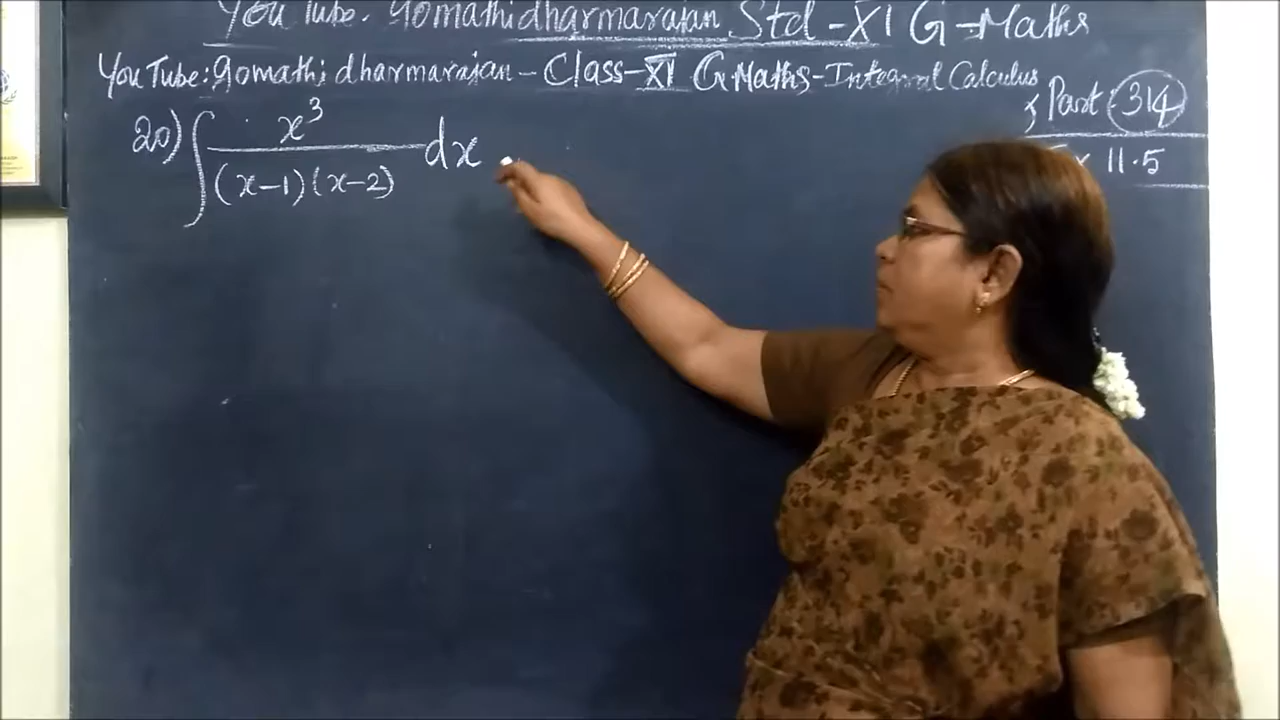 You Tube. Gomathidharmarajan Std - XI G - Maths
You Tube: Gomathi dharmarajan - Class - XI G Maths - Integral Calculus
} Part : 314
Ex 11.5
20) ∫ x³ / (x-1)(x-2) dx